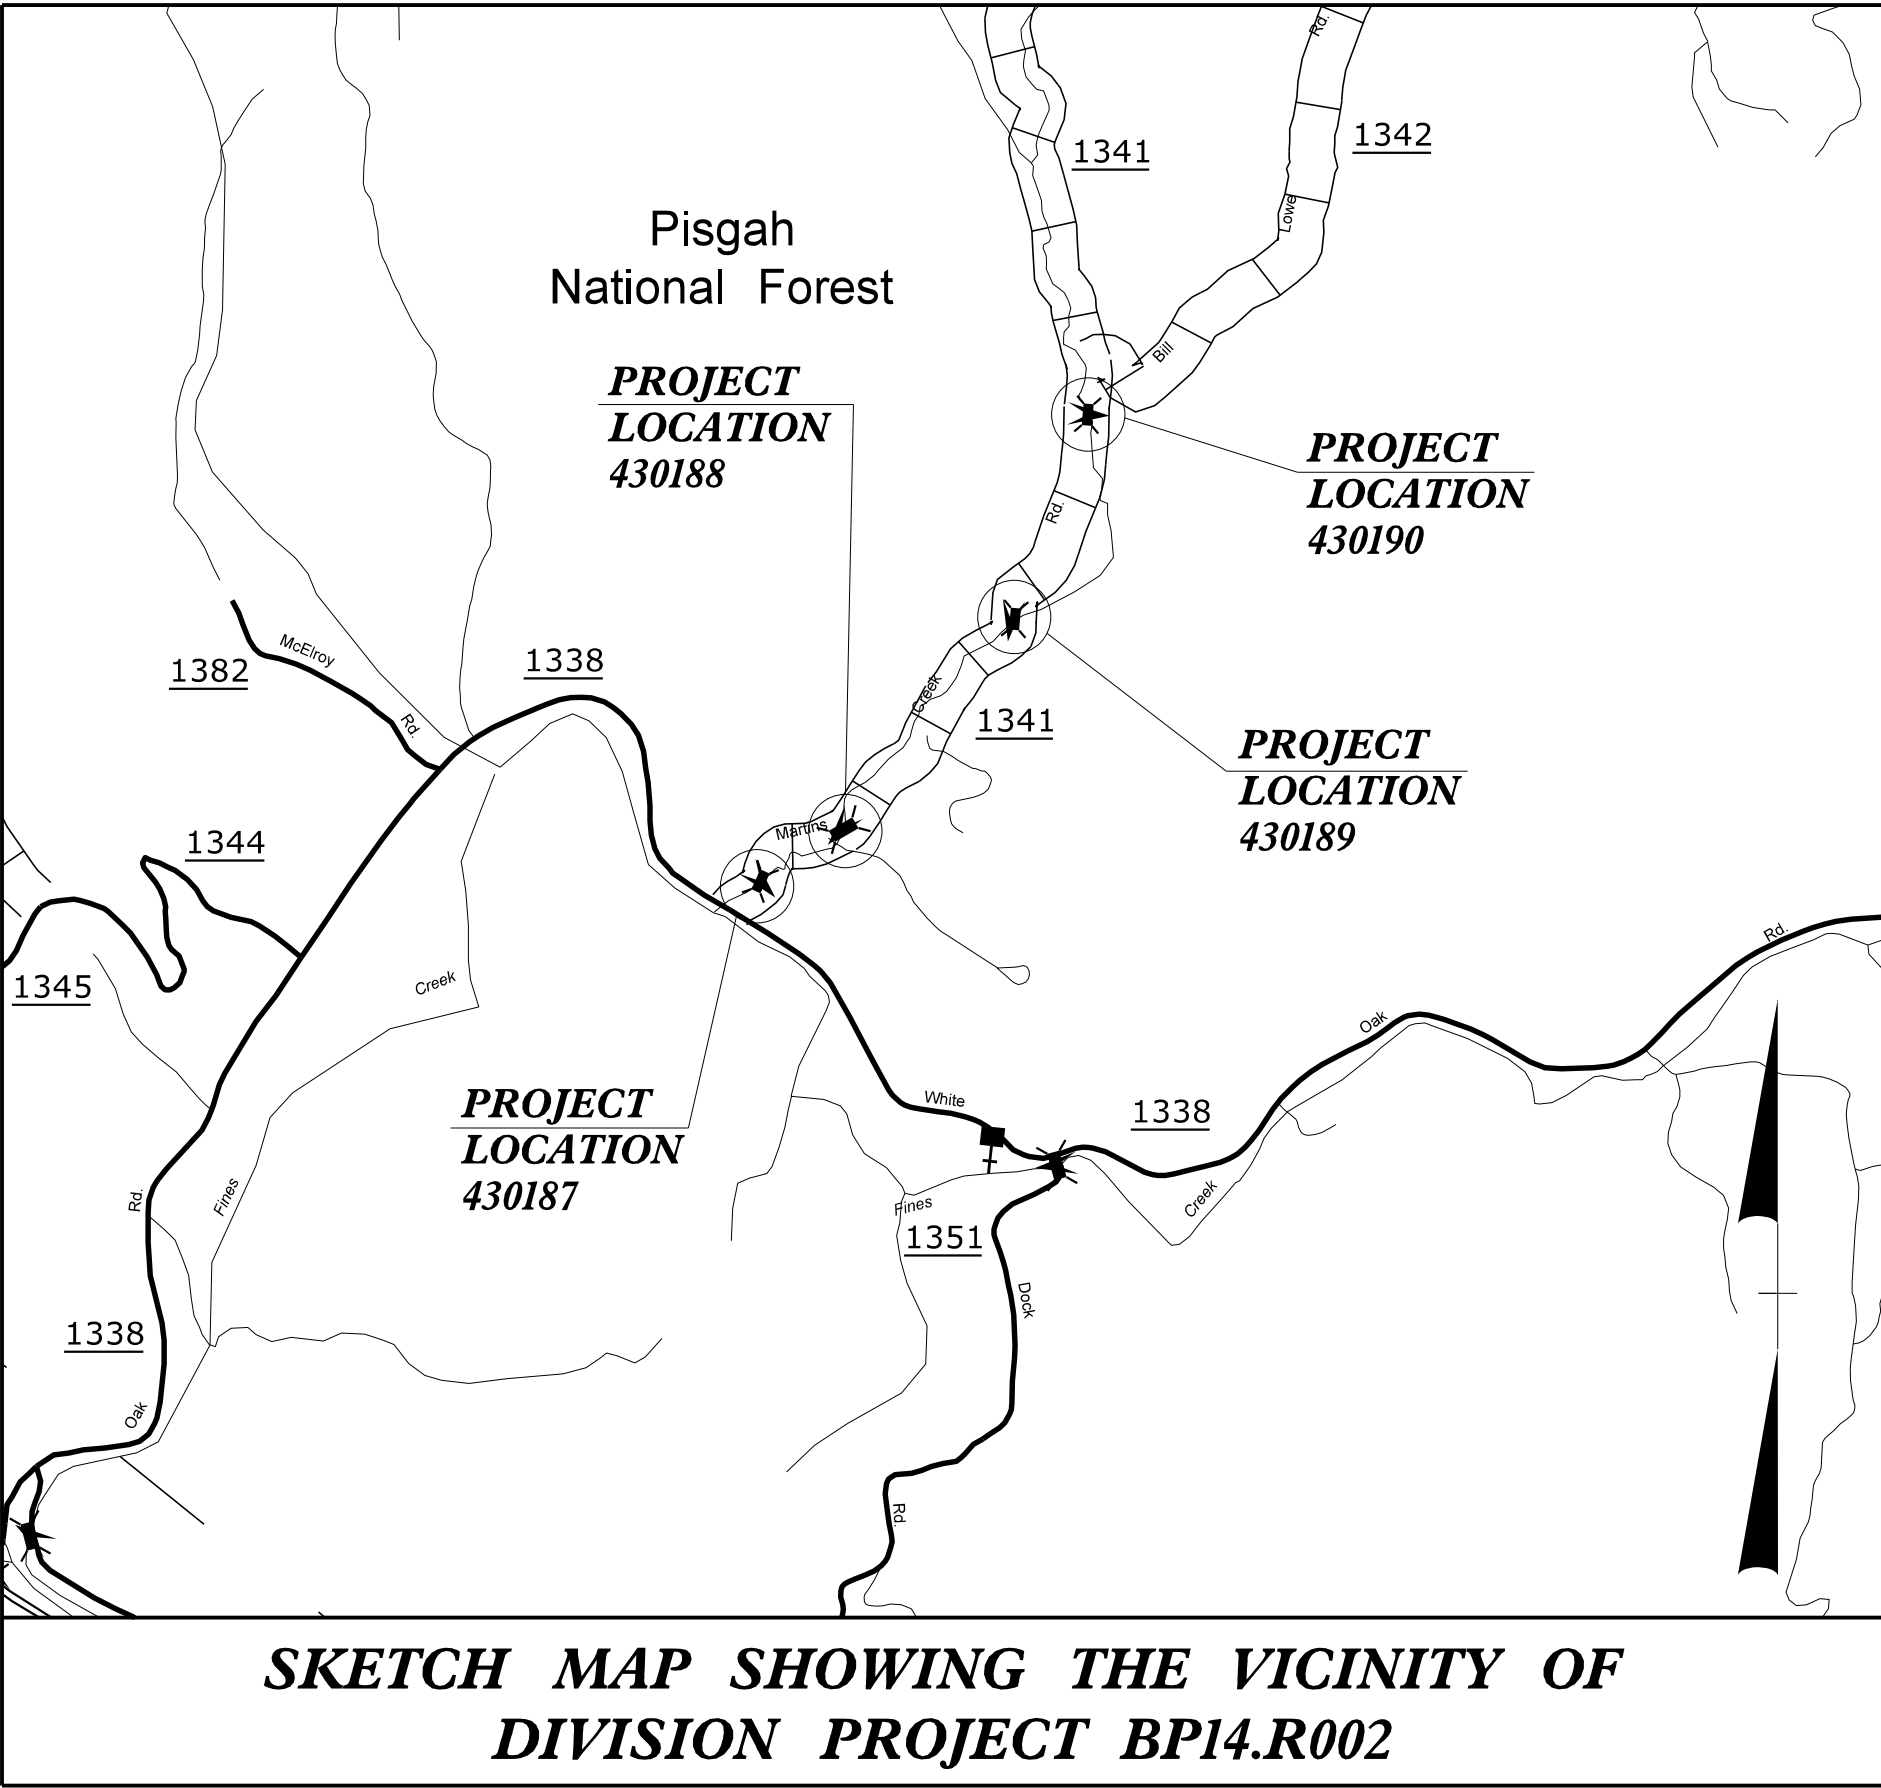 Rd.
1341
1342
Lowe
Pisgah
National Forest
Bill
PROJECT
LOCATION
430188
PROJECT
LOCATION
430190
Rd.
McElroy
1382
1338
Rd.
Creek
1341
PROJECT
LOCATION
430189
Martins
1344
1345
Creek
Rd.
Oak
PROJECT
LOCATION
430187
White
1338
Rd.
Fines
Fines
Creek
1351
Dock
1338
Oak
Rd.
SKETCH MAP SHOWING THE VICINITY OF
DIVISION PROJECT BP14.R002